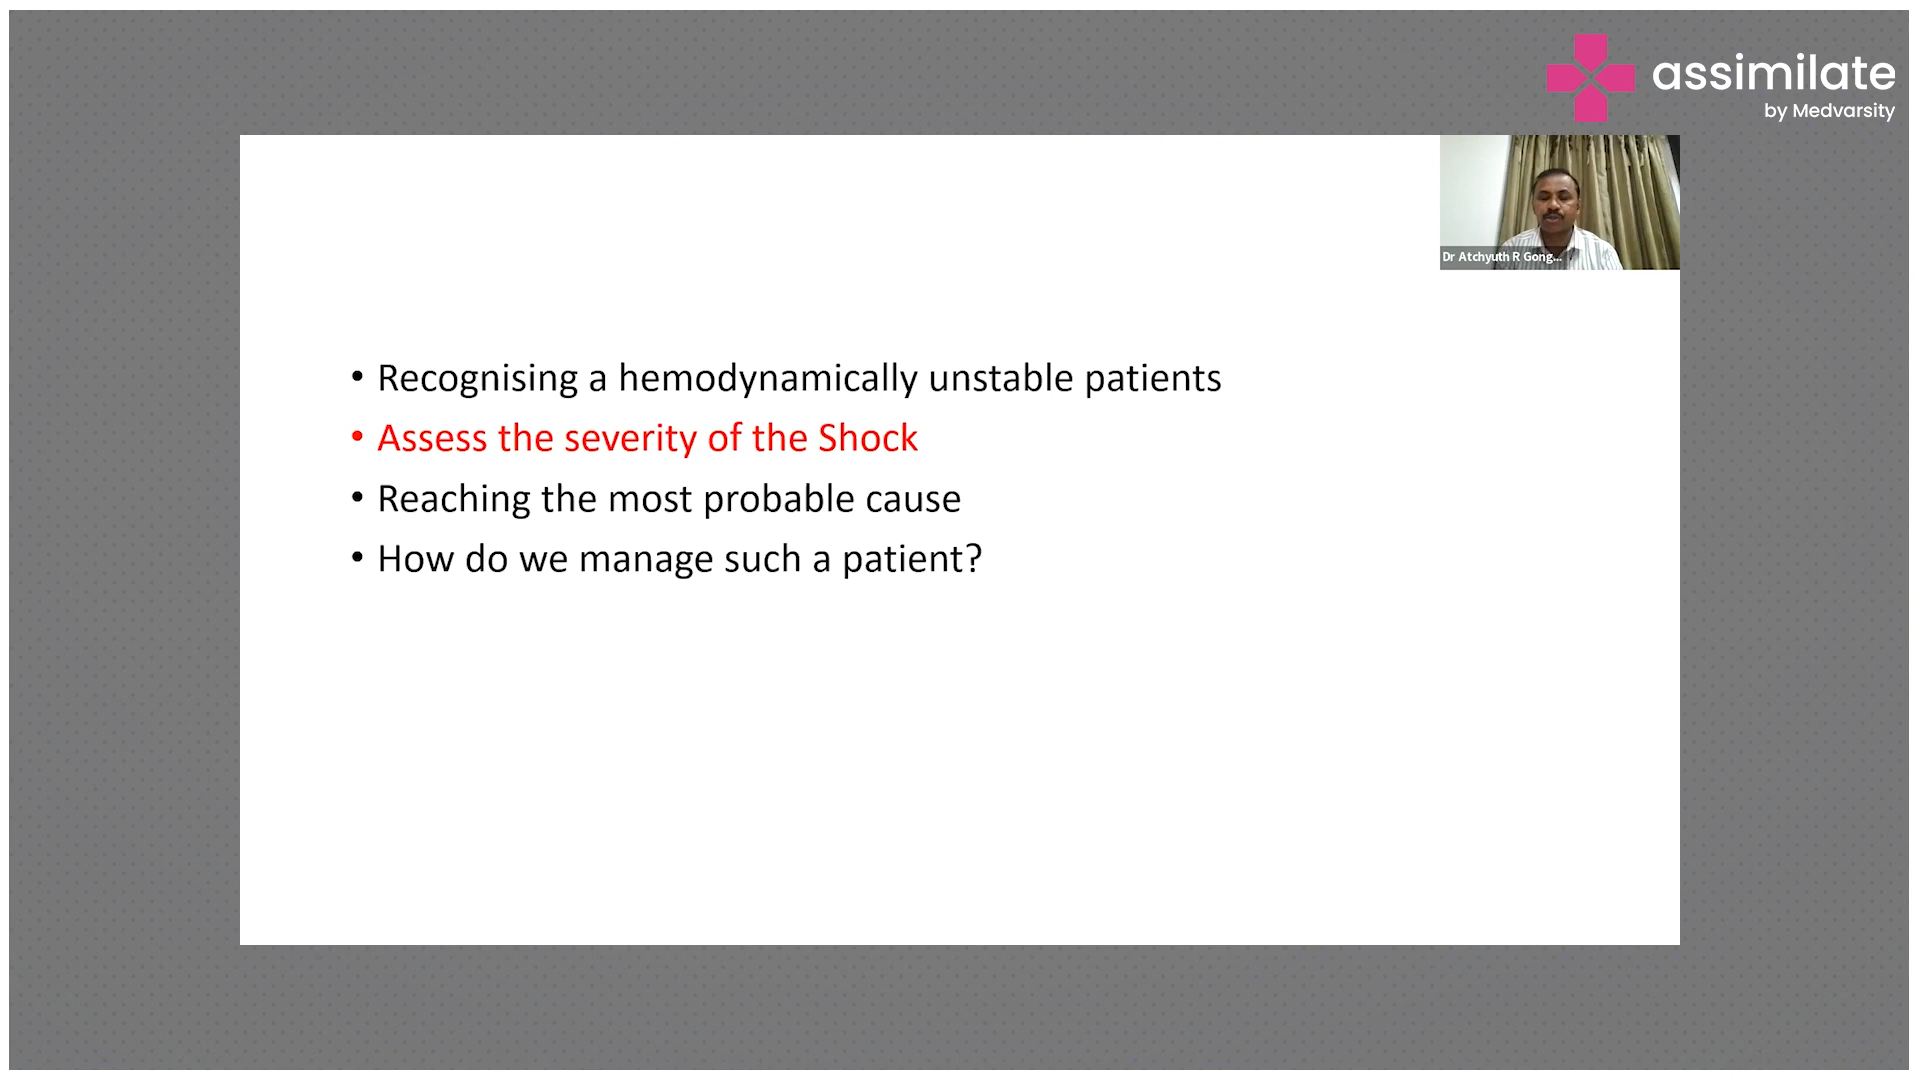 assimilate
by Medvarsity
Dr Atchyuth R Gong...
• Recognising a hemodynamically unstable patients
• Assess the severity of the Shock
• Reaching the most probable cause
• How do we manage such a patient?